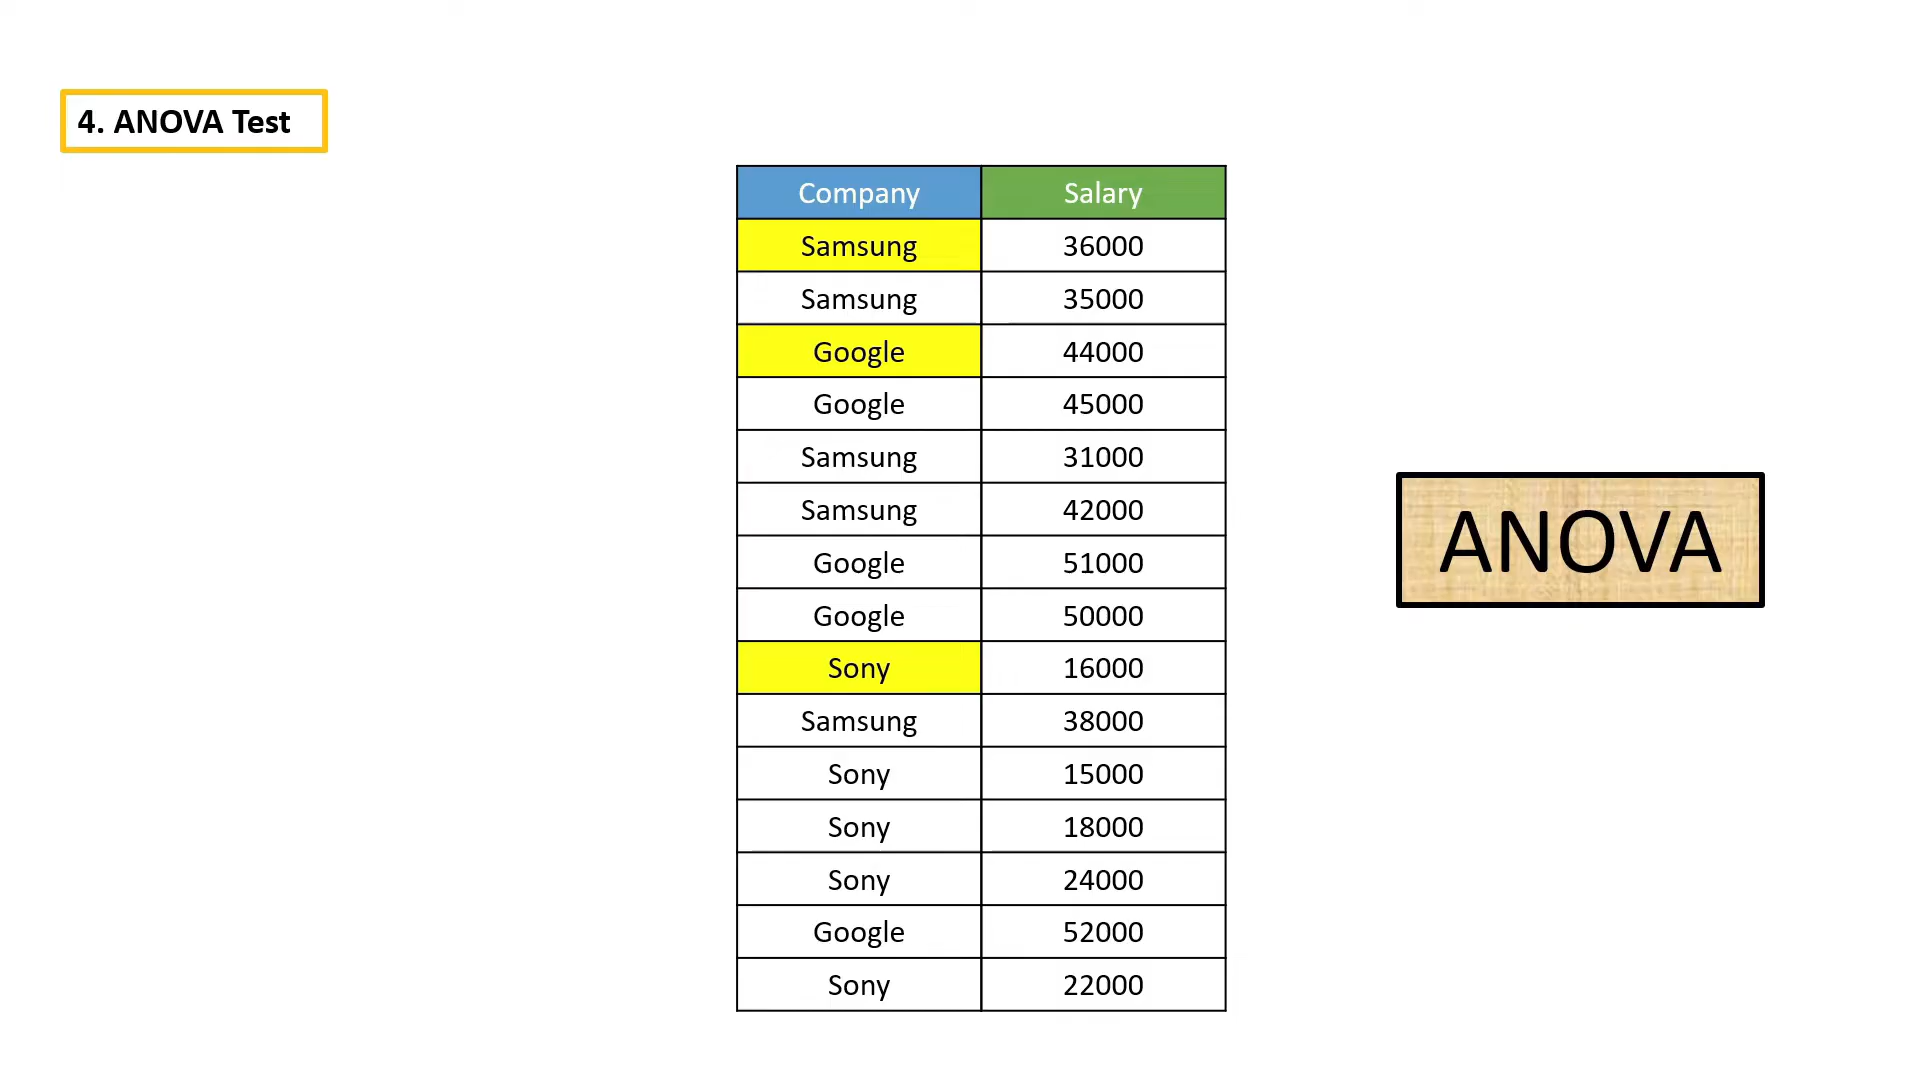 4. ANOVA Test
Company Salary
Samsung 36000
Samsung 35000
Google 44000
Google 45000
Samsung 31000
Samsung 42000
Google 51000
Google 50000
Sony 16000
Samsung 38000
Sony 15000
Sony 18000
Sony 24000
Google 52000
Sony 22000
ANOVA